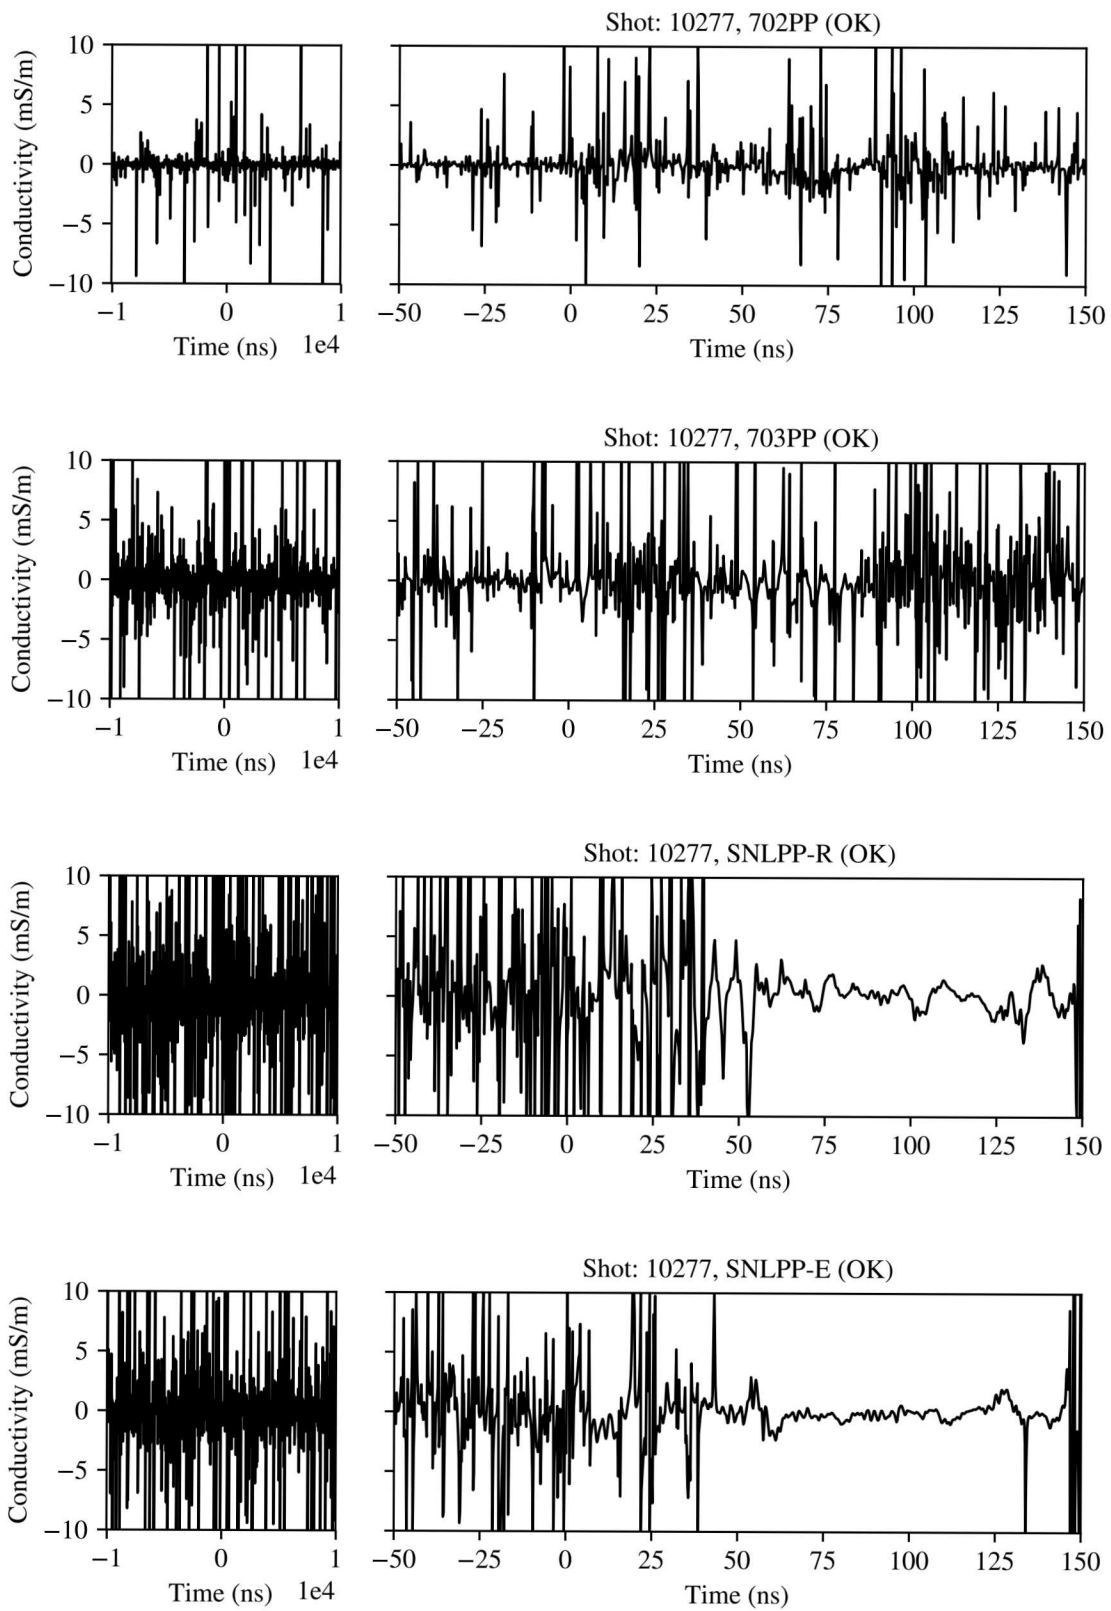 Shot: 10277, 702PP (OK)
Conductivity (mS/m)
10
5
0
−5
−10
−1 0 1
Time (ns) 1e4
−50 −25 0 25 50 75 100 125 150
Time (ns)
Shot: 10277, 703PP (OK)
Conductivity (mS/m)
10
5
0
−5
−10
−1 0 1
Time (ns) 1e4
−50 −25 0 25 50 75 100 125 150
Time (ns)
Shot: 10277, SNLPP-R (OK)
Conductivity (mS/m)
10
5
0
−5
−10
−1 0 1
Time (ns) 1e4
−50 −25 0 25 50 75 100 125 150
Time (ns)
Shot: 10277, SNLPP-E (OK)
Conductivity (mS/m)
10
5
0
−5
−10
−1 0 1
Time (ns) 1e4
−50 −25 0 25 50 75 100 125 150
Time (ns)